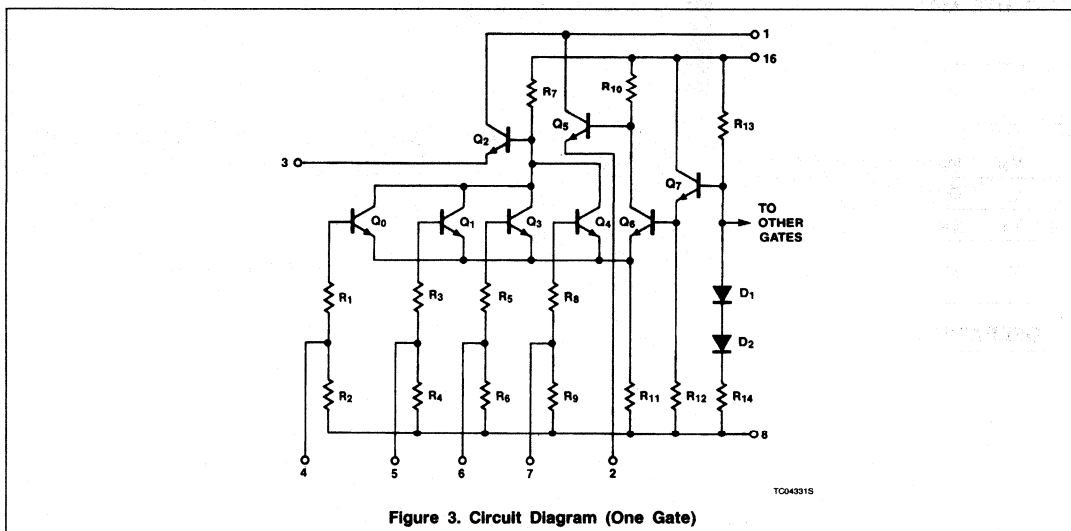 1
16
R7
R10
Q2
Q5
R13
3
Q7
TO
OTHER
GATES
Q0
Q1
Q3
Q4
Q6
R1
R3
R5
R8
D1
D2
R2
R4
R6
R9
R11
R12
R14
8
4
5
6
7
2
TC04331S
Figure 3. Circuit Diagram (One Gate)